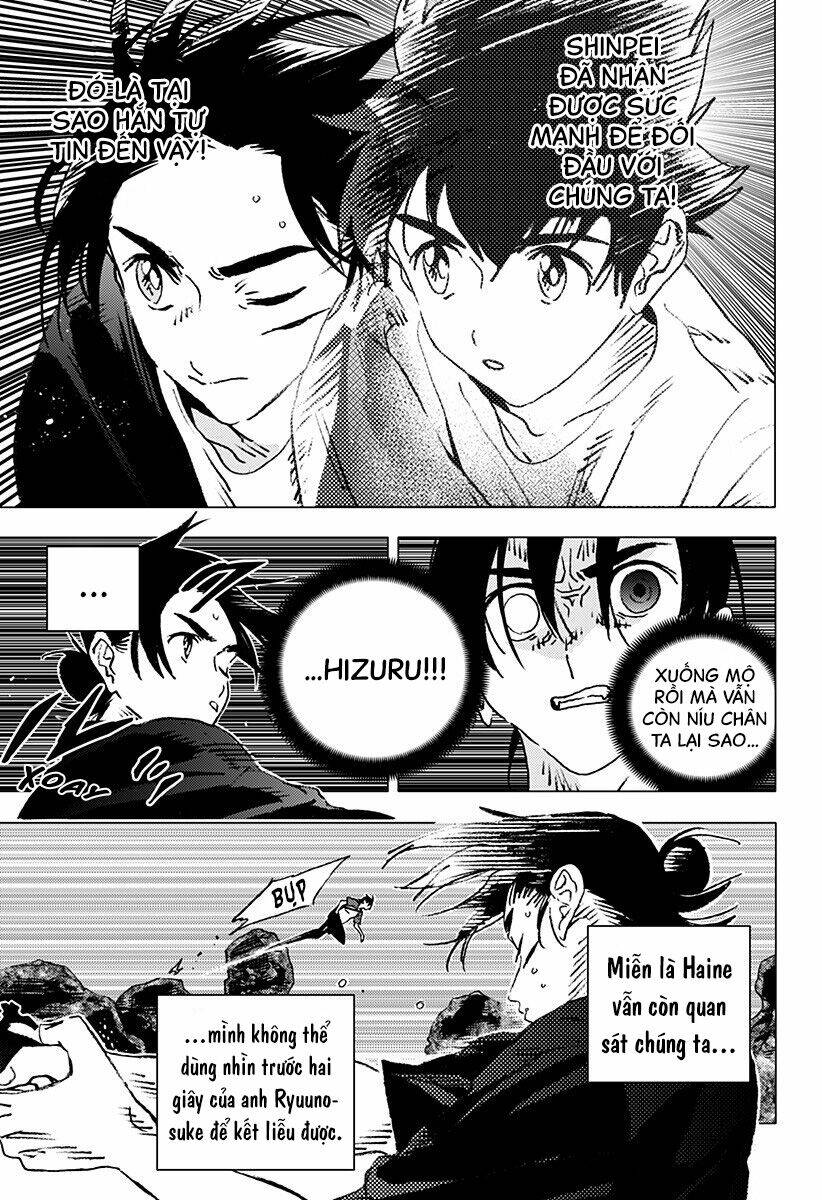 SHINPEI
ĐÃ NHẬN
ĐƯỢC SỨC
MẠNH ĐỂ ĐỐI
ĐẦU VỚI
CHÚNG TA!
ĐÓ LÀ TẠI
SAO HẮN TỰ
TIN ĐẾN VẬY!
XUỐNG MỘ
RỒI MÀ VẪN
CÒN NÍU CHÂN
TA LẠI SAO...
...HIZURU!!!
...
XOAY
BỤP
Miễn là Haine
vẫn còn quan
sát chúng ta...
...mình không thể
dùng nhìn trước hai
giây của anh Ryuuno-
suke để kết liễu được.